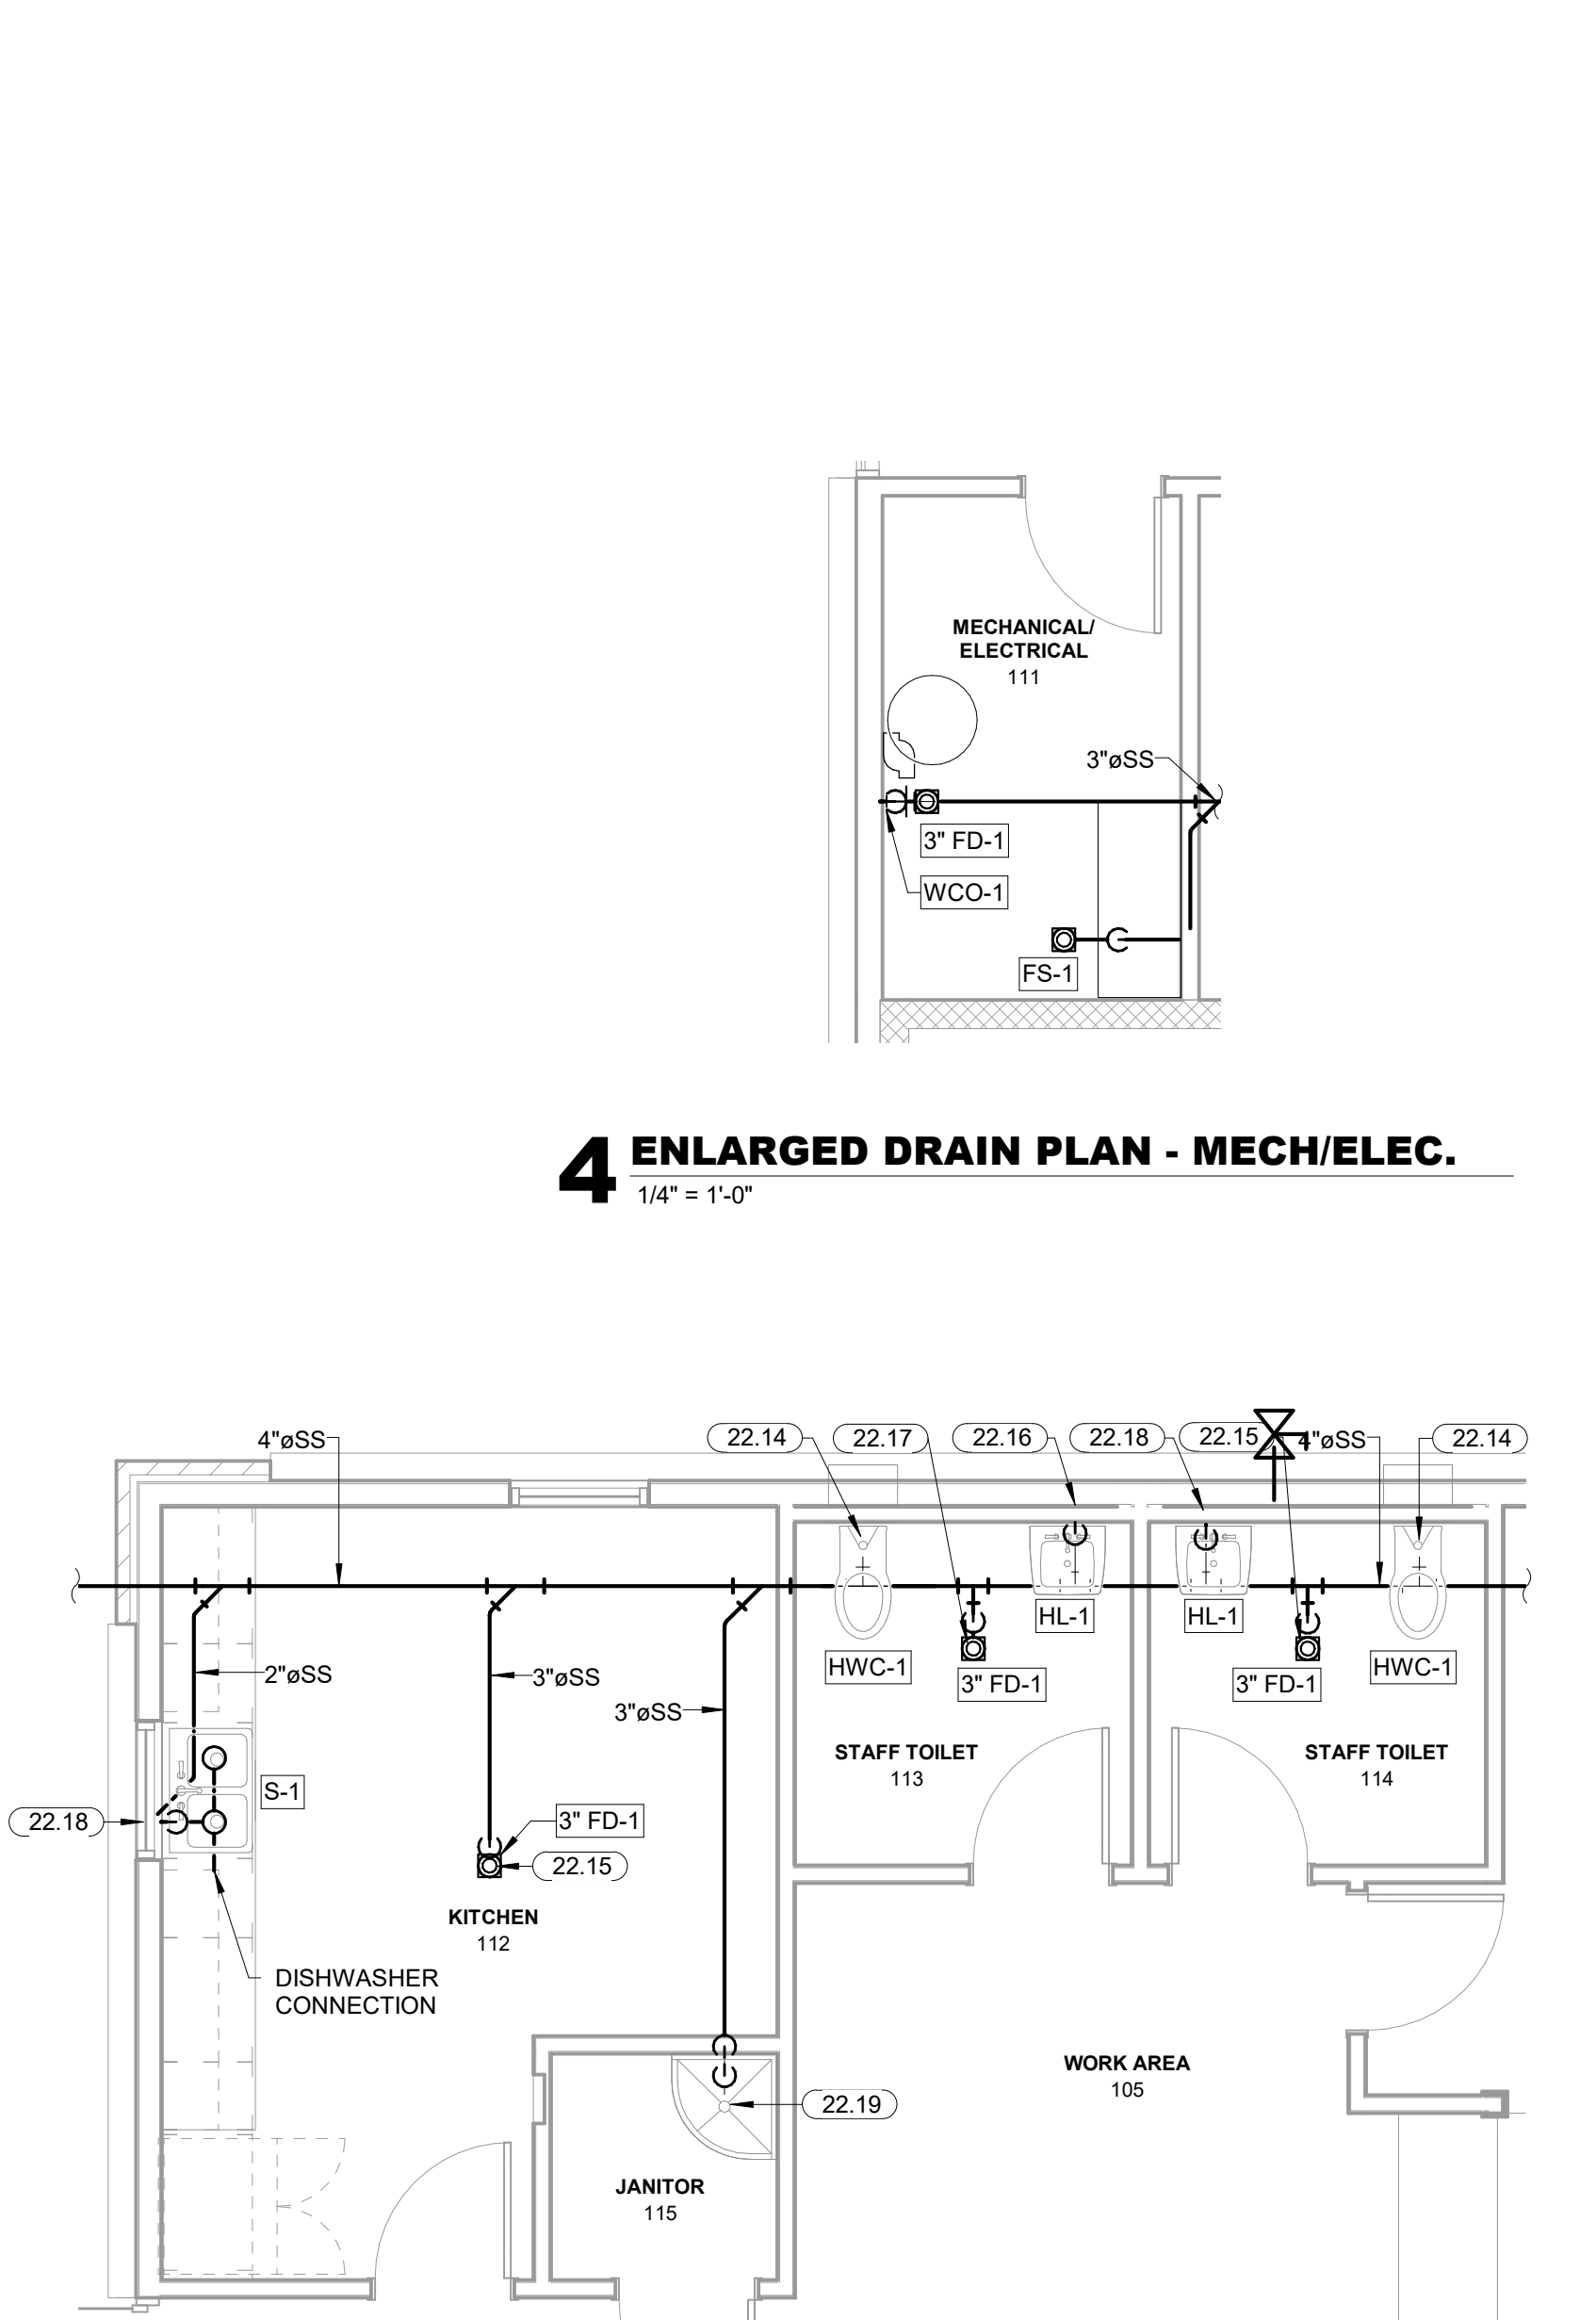 MECHANICAL/
ELECTRICAL
111
3"øSS
3" FD-1
WCO-1
FS-1
4 ENLARGED DRAIN PLAN - MECH/ELEC.
1/4" = 1'-0"
4"øSS
22.14
22.17
22.16
22.18
22.15
4"øSS
22.14
HL-1
HL-1
HWC-1
3" FD-1
3" FD-1
HWC-1
2"øSS
3"øSS
3"øSS
STAFF TOILET
113
STAFF TOILET
114
S-1
22.18
3" FD-1
22.15
KITCHEN
112
DISHWASHER
CONNECTION
WORK AREA
105
22.19
JANITOR
115